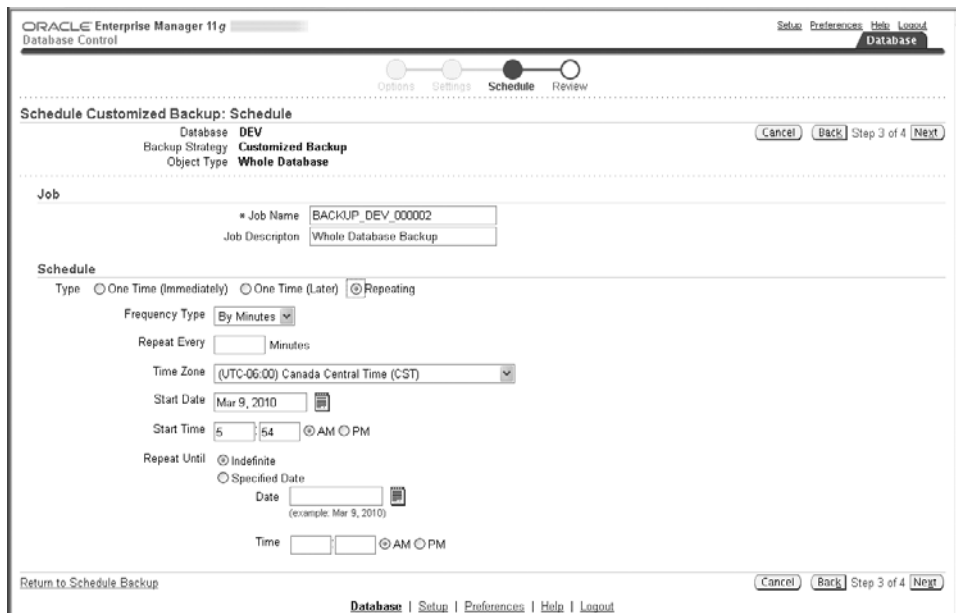 ORACLE Enterprise Manager 11g
Database Control
Setup Preferences Help Logout
Database
Options Settings Schedule Review
Schedule Customized Backup: Schedule
Database DEV
Backup Strategy Customized Backup
Object Type Whole Database
Cancel Back Step 3 of 4 Next
Job
* Job Name BACKUP_DEV_000002
Job Descripton Whole Database Backup
Schedule
Type One Time (Immediately) One Time (Later) Repeating
Frequency Type By Minutes
Repeat Every Minutes
Time Zone (UTC-06:00) Canada Central Time (CST)
Start Date Mar 9, 2010
Start Time 5 : 54 AM PM
Repeat Until Indefinite
Specified Date
Date
(example: Mar 9, 2010)
Time : AM PM
Return to Schedule Backup
Cancel Back Step 3 of 4 Next
Database | Setup | Preferences | Help | Logout